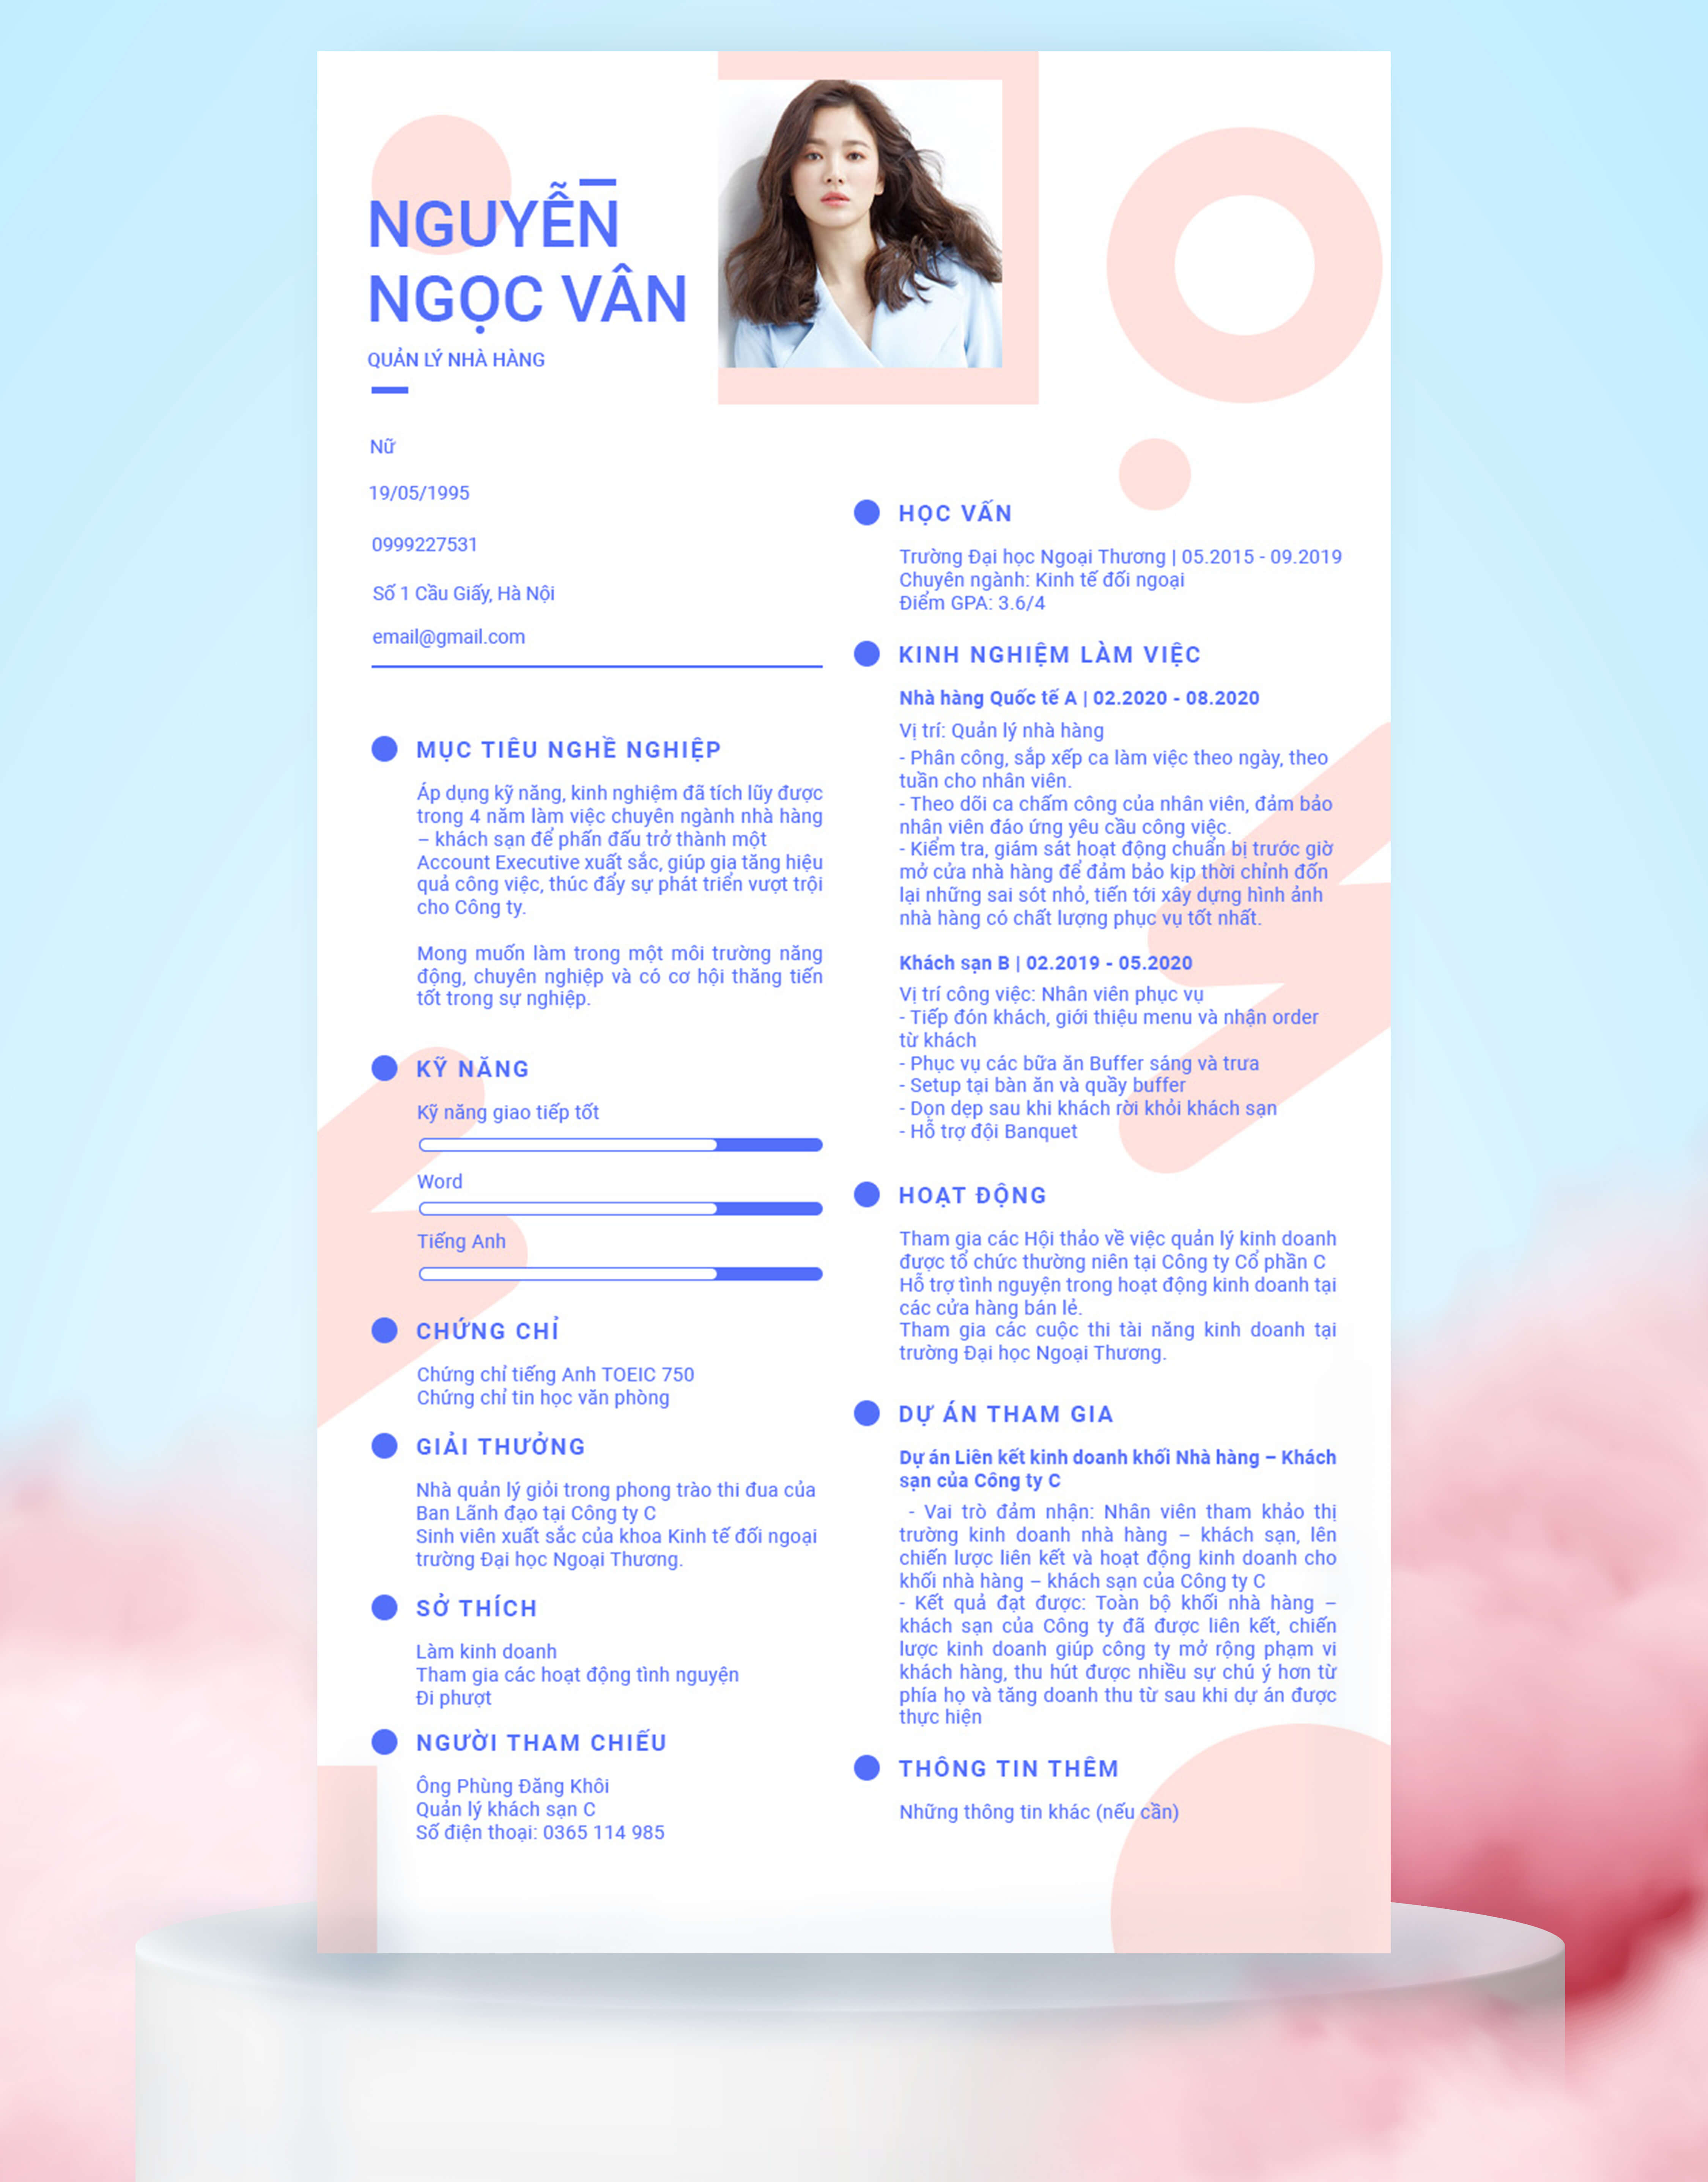 NGUYỄN
NGỌC VÂN
QUẢN LÝ NHÀ HÀNG
Nữ
19/05/1995
0999227531
Số 1 Cầu Giấy, Hà Nội
email@gmail.com
MỤC TIÊU NGHỀ NGHIỆP
Áp dụng kỹ năng, kinh nghiệm đã tích lũy được
trong 4 năm làm việc chuyên ngành nhà hàng
– khách sạn để phấn đấu trở thành một
Account Executive xuất sắc, giúp gia tăng hiệu
quả công việc, thúc đẩy sự phát triển vượt trội
cho Công ty.
Mong muốn làm trong một môi trường năng
động, chuyên nghiệp và có cơ hội thăng tiến
tốt trong sự nghiệp.
KỸ NĂNG
Kỹ năng giao tiếp tốt
Word
Tiếng Anh
CHỨNG CHỈ
Chứng chỉ tiếng Anh TOEIC 750
Chứng chỉ tin học văn phòng
GIẢI THƯỞNG
Nhà quản lý giỏi trong phong trào thi đua của
Ban Lãnh đạo tại Công ty C
Sinh viên xuất sắc của khoa Kinh tế đối ngoại
trường Đại học Ngoại Thương.
SỞ THÍCH
Làm kinh doanh
Tham gia các hoạt động tình nguyện
Đi phượt
NGƯỜI THAM CHIẾU
Ông Phùng Đăng Khôi
Quản lý khách sạn C
Số điện thoại: 0365 114 985
HỌC VẤN
Trường Đại học Ngoại Thương | 05.2015 - 09.2019
Chuyên ngành: Kinh tế đối ngoại
Điểm GPA: 3.6/4
KINH NGHIỆM LÀM VIỆC
Nhà hàng Quốc tế A | 02.2020 - 08.2020
Vị trí: Quản lý nhà hàng
- Phân công, sắp xếp ca làm việc theo ngày, theo
tuần cho nhân viên.
- Theo dõi ca chấm công của nhân viên, đảm bảo
nhân viên đáo ứng yêu cầu công việc.
- Kiểm tra, giám sát hoạt động chuẩn bị trước giờ
mở cửa nhà hàng để đảm bảo kịp thời chỉnh đốn
lại những sai sót nhỏ, tiến tới xây dựng hình ảnh
nhà hàng có chất lượng phục vụ tốt nhất.
Khách sạn B | 02.2019 - 05.2020
Vị trí công việc: Nhân viên phục vụ
- Tiếp đón khách, giới thiệu menu và nhận order
từ khách
- Phục vụ các bữa ăn Buffer sáng và trưa
- Setup tại bàn ăn và quầy buffer
- Dọn dẹp sau khi khách rời khỏi khách sạn
- Hỗ trợ đội Banquet
HOẠT ĐỘNG
Tham gia các Hội thảo về việc quản lý kinh doanh
được tổ chức thường niên tại Công ty Cổ phần C
Hỗ trợ tình nguyện trong hoạt động kinh doanh tại
các cửa hàng bán lẻ.
Tham gia các cuộc thi tài năng kinh doanh tại
trường Đại học Ngoại Thương.
DỰ ÁN THAM GIA
Dự án Liên kết kinh doanh khối Nhà hàng – Khách
sạn của Công ty C
- Vai trò đảm nhận: Nhân viên tham khảo thị
trường kinh doanh nhà hàng – khách sạn, lên
chiến lược liên kết và hoạt động kinh doanh cho
khối nhà hàng – khách sạn của Công ty C
- Kết quả đạt được: Toàn bộ khối nhà hàng –
khách sạn của Công ty đã được liên kết, chiến
lược kinh doanh giúp công ty mở rộng phạm vi
khách hàng, thu hút được nhiều sự chú ý hơn từ
phía họ và tăng doanh thu từ sau khi dự án được
thực hiện
THÔNG TIN THÊM
Những thông tin khác (nếu cần)